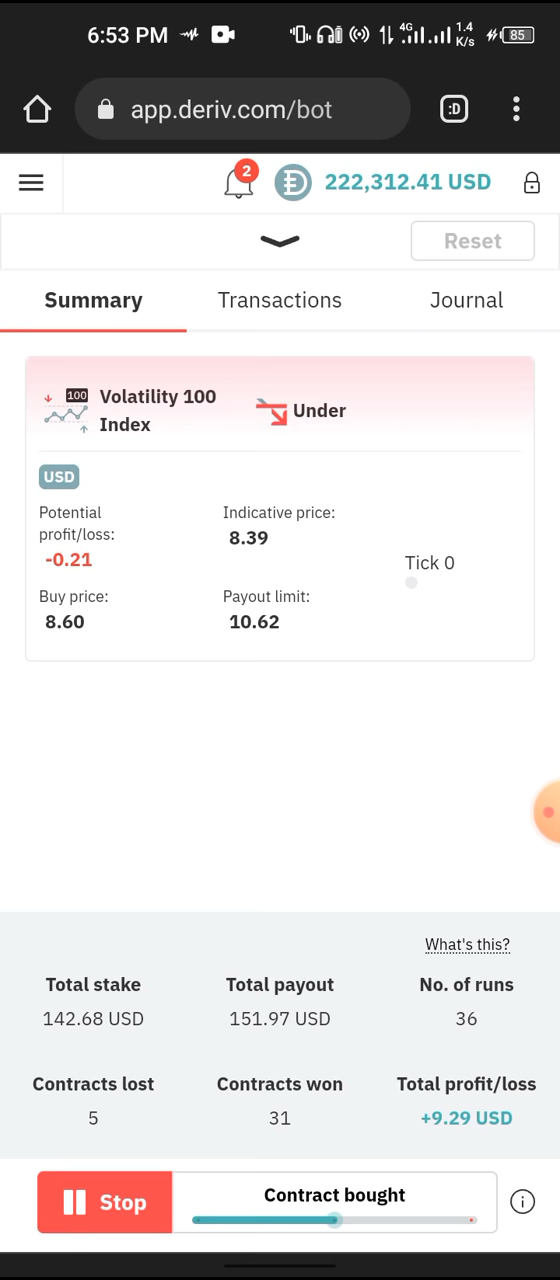 6:53 PM 4G 1.4 K/s 85
app.deriv.com/bot :D
2 222,312.41 USD
Reset
Summary Transactions Journal
100 Volatility 100 Index Under
USD
Potential profit/loss: Indicative price:
-0.21 8.39 Tick 0
Buy price: Payout limit:
8.60 10.62
What's this?
Total stake Total payout No. of runs
142.68 USD 151.97 USD 36
Contracts lost Contracts won Total profit/loss
5 31 +9.29 USD
Stop Contract bought